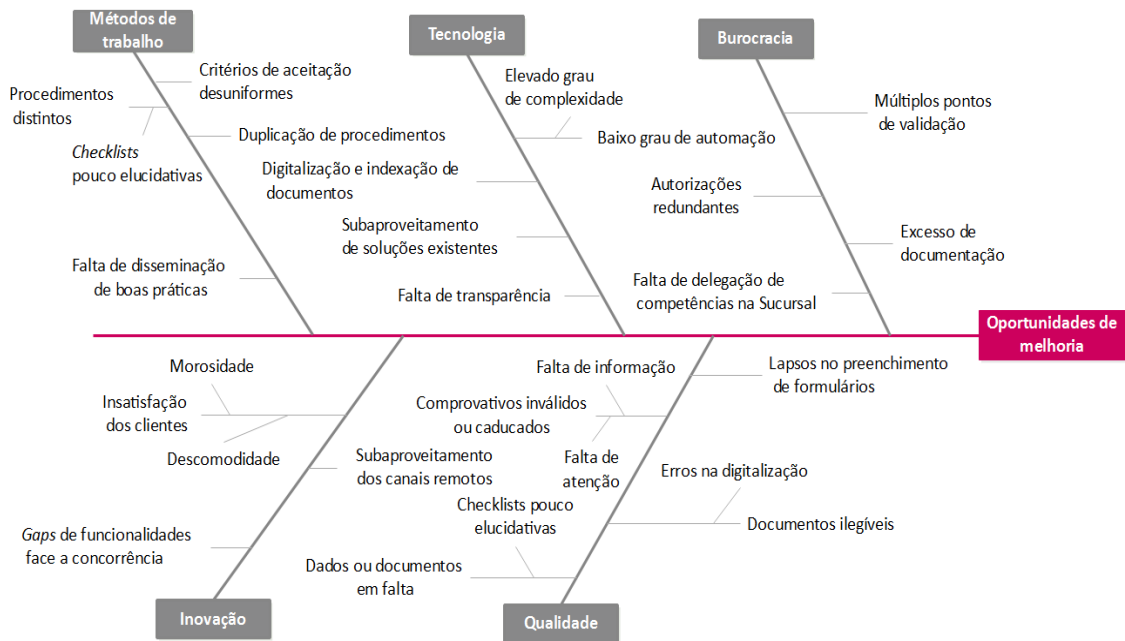 Métodos de
trabalho
Tecnologia
Burocracia
Critérios de aceitação
desuniformes
Procedimentos
distintos
Checklists
pouco elucidativas
Duplicação de procedimentos
Falta de disseminação
de boas práticas
Elevado grau
de complexidade
Baixo grau de automação
Digitalização e indexação de
documentos
Subaproveitamento
de soluções existentes
Falta de transparência
Múltiplos pontos
de validação
Autorizações
redundantes
Excesso de
documentação
Falta de delegação de
competências na Sucursal
Oportunidades de
melhoria
Morosidade
Insatisfação
dos clientes
Descomodidade
Subaproveitamento
dos canais remotos
Gaps de funcionalidades
face a concorrência
Inovação
Falta de informação
Lapsos no preenchimento
de formulários
Comprovativos inválidos
ou caducados
Falta de
atenção
Erros na digitalização
Checklists pouco
elucidativas
Documentos ilegíveis
Dados ou documentos
em falta
Qualidade